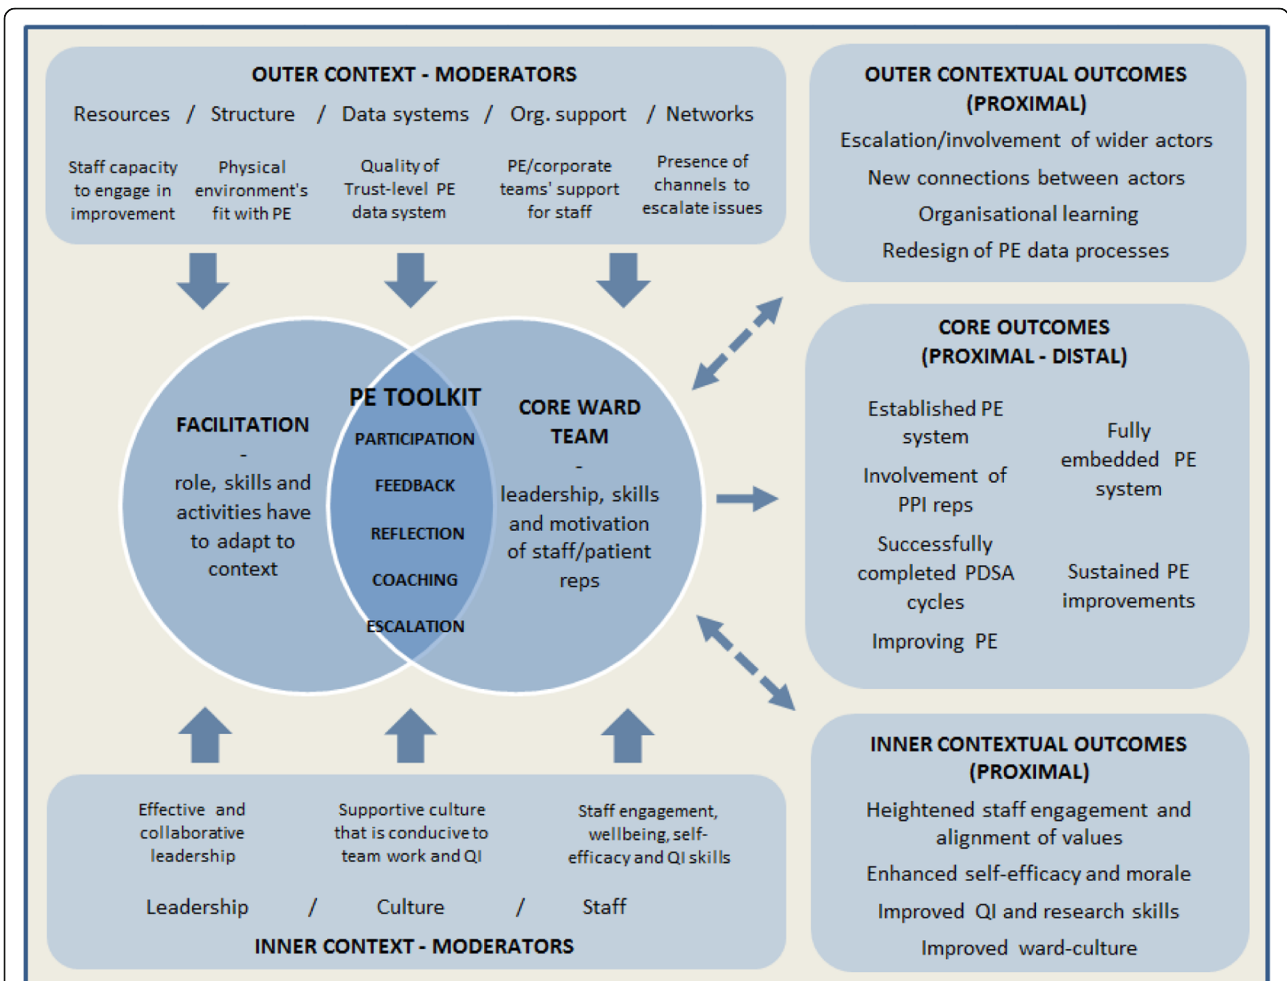 OUTER CONTEXT - MODERATORS
Resources / Structure / Data systems / Org. support / Networks
Staff capacity
to engage in
improvement
Physical
environment's
fit with PE
Quality of
Trust-level PE
data system
PE/corporate
teams' support
for staff
Presence of
channels to
escalate issues
OUTER CONTEXTUAL OUTCOMES
(PROXIMAL)
Escalation/involvement of wider actors
New connections between actors
Organisational learning
Redesign of PE data processes
FACILITATION
-
role, skills and
activities have
to adapt to
context
PE TOOLKIT
PARTICIPATION
FEEDBACK
REFLECTION
COACHING
ESCALATION
CORE WARD
TEAM
-
leadership, skills
and motivation
of staff/patient
reps
CORE OUTCOMES
(PROXIMAL - DISTAL)
Established PE
system
Involvement of
PPI reps
Successfully
completed PDSA
cycles
Improving PE
Fully
embedded PE
system
Sustained PE
improvements
Effective and
collaborative
leadership
Supportive culture
that is conducive to
team work and QI
Staff engagement,
wellbeing, self-
efficacy and QI skills
Leadership / Culture / Staff
INNER CONTEXT - MODERATORS
INNER CONTEXTUAL OUTCOMES
(PROXIMAL)
Heightened staff engagement and
alignment of values
Enhanced self-efficacy and morale
Improved QI and research skills
Improved ward-culture